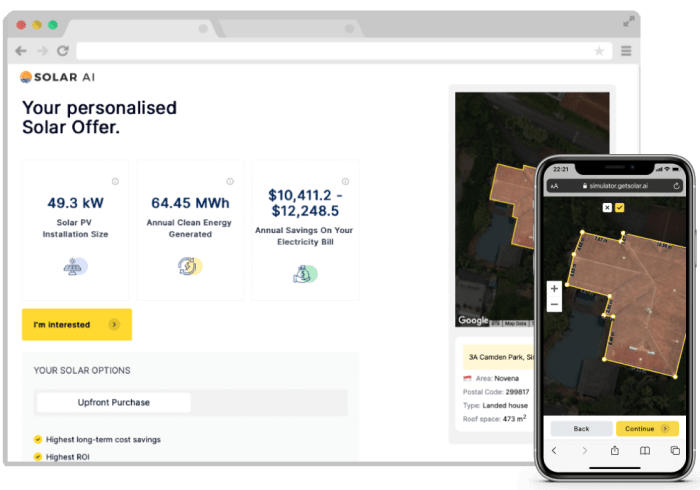 SOLAR AI
Your personalised
Solar Offer.
49.3 kW
Solar PV
Installation Size
64.45 MWh
Annual Clean Energy
Generated
$10,411.2 -
$12,248.5
Annual Savings On Your
Electricity Bill
I'm interested
YOUR SOLAR OPTIONS
Upfront Purchase
Highest long-term cost savings
Highest ROI
Google
Map Data
3A Camden Park,
Area: Novena
Postal Code: 299817
Type: Landed house
Roof space: 473 m²
22:21
AA
simulator.getsolar.ai
+
−
Back
Continue